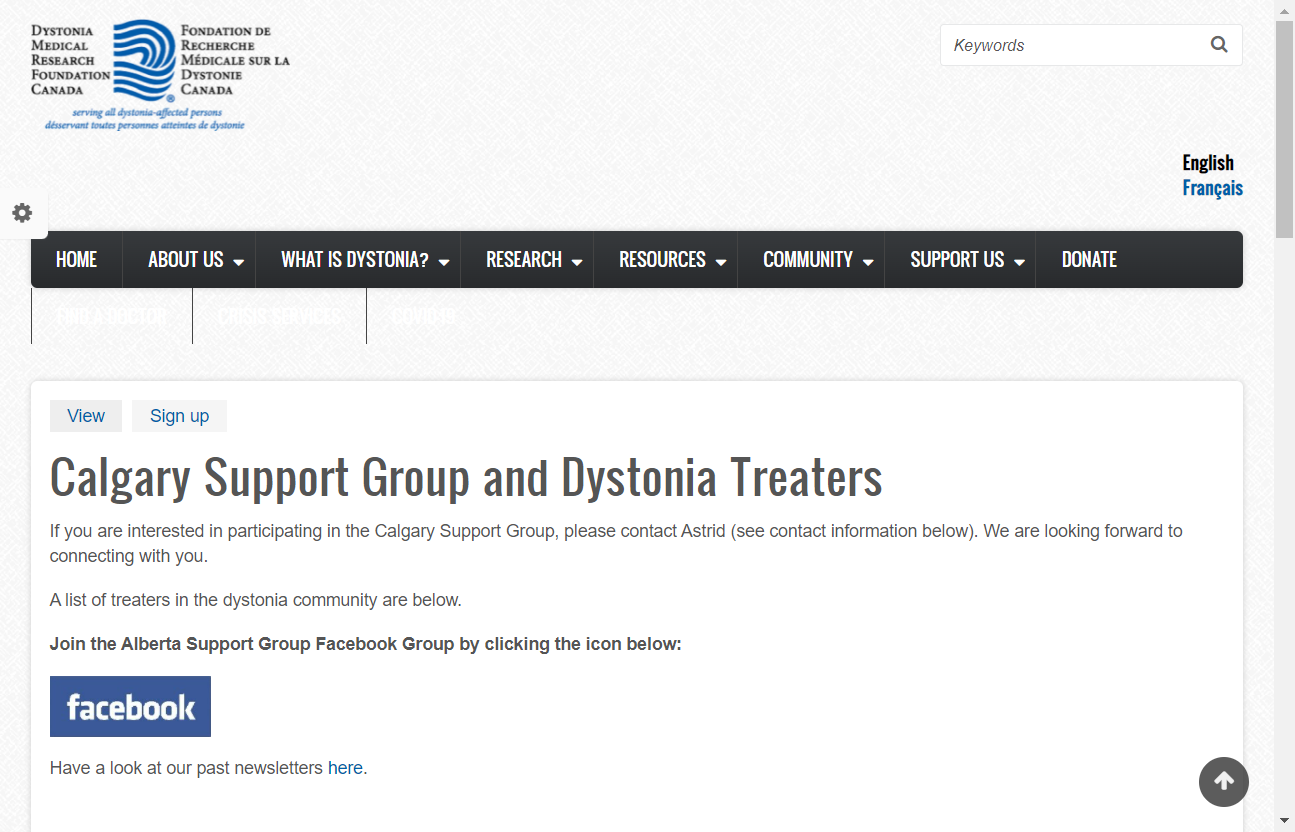 DYSTONIA
MEDICAL
RESEARCH
FOUNDATION
CANADA
FONDATION DE
RECHERCHE
MÉDICALE SUR LA
DYSTONIE
CANADA
serving all dystonia-affected persons
désservant toutes personnes atteintes de dystonie
Keywords
English
Français
HOME ABOUT US WHAT IS DYSTONIA? RESEARCH RESOURCES COMMUNITY SUPPORT US DONATE
FIND A DOCTOR CRISIS SERVICES COVID-19
View Sign up
Calgary Support Group and Dystonia Treaters
If you are interested in participating in the Calgary Support Group, please contact Astrid (see contact information below). We are looking forward to
connecting with you.
A list of treaters in the dystonia community are below.
Join the Alberta Support Group Facebook Group by clicking the icon below:
facebook
Have a look at our past newsletters here.